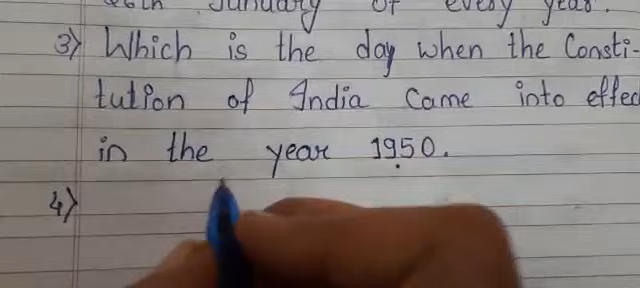 26th January of every year.
3) Which is the day when the Consti-
tution of India Came into effec
in the year 1950.
4)